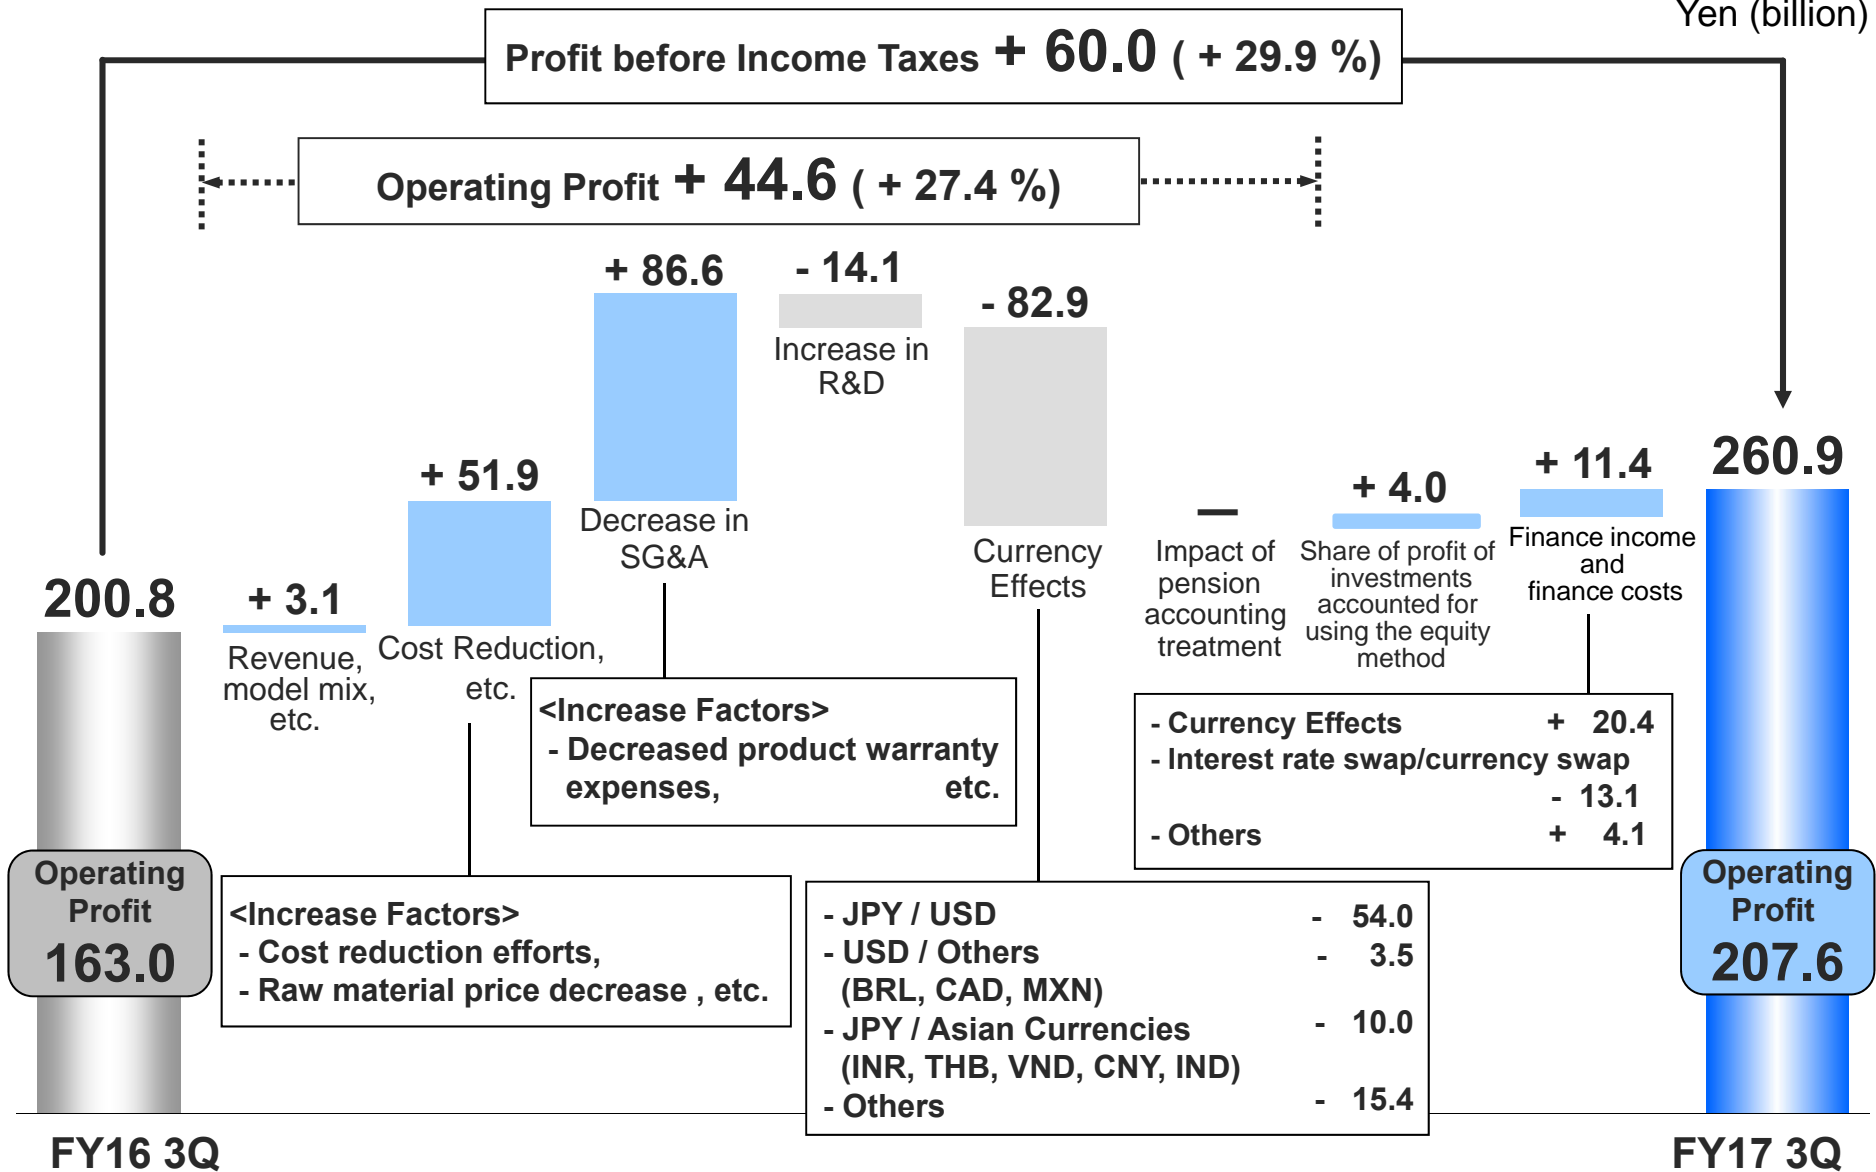 Yen (billion)
Profit before Income Taxes + 60.0 ( + 29.9 %)
Operating Profit + 44.6 ( + 27.4 %)
200.8
+ 3.1
Revenue,
model mix,
etc.
+ 51.9
Cost Reduction,
etc.
+ 86.6
Decrease in
SG&A
- 14.1
Increase in
R&D
- 82.9
Currency
Effects
—
Impact of
pension
accounting
treatment
+ 4.0
Share of profit of
investments
accounted for
using the equity
method
+ 11.4
Finance income
and
finance costs
260.9
<Increase Factors>
- Decreased product warranty
expenses, etc.
- Currency Effects + 20.4
- Interest rate swap/currency swap
- 13.1
- Others + 4.1
Operating
Profit
163.0
<Increase Factors>
- Cost reduction efforts,
- Raw material price decrease , etc.
- JPY / USD - 54.0
- USD / Others - 3.5
(BRL, CAD, MXN)
- JPY / Asian Currencies - 10.0
(INR, THB, VND, CNY, IND)
- Others - 15.4
Operating
Profit
207.6
FY16 3Q
FY17 3Q